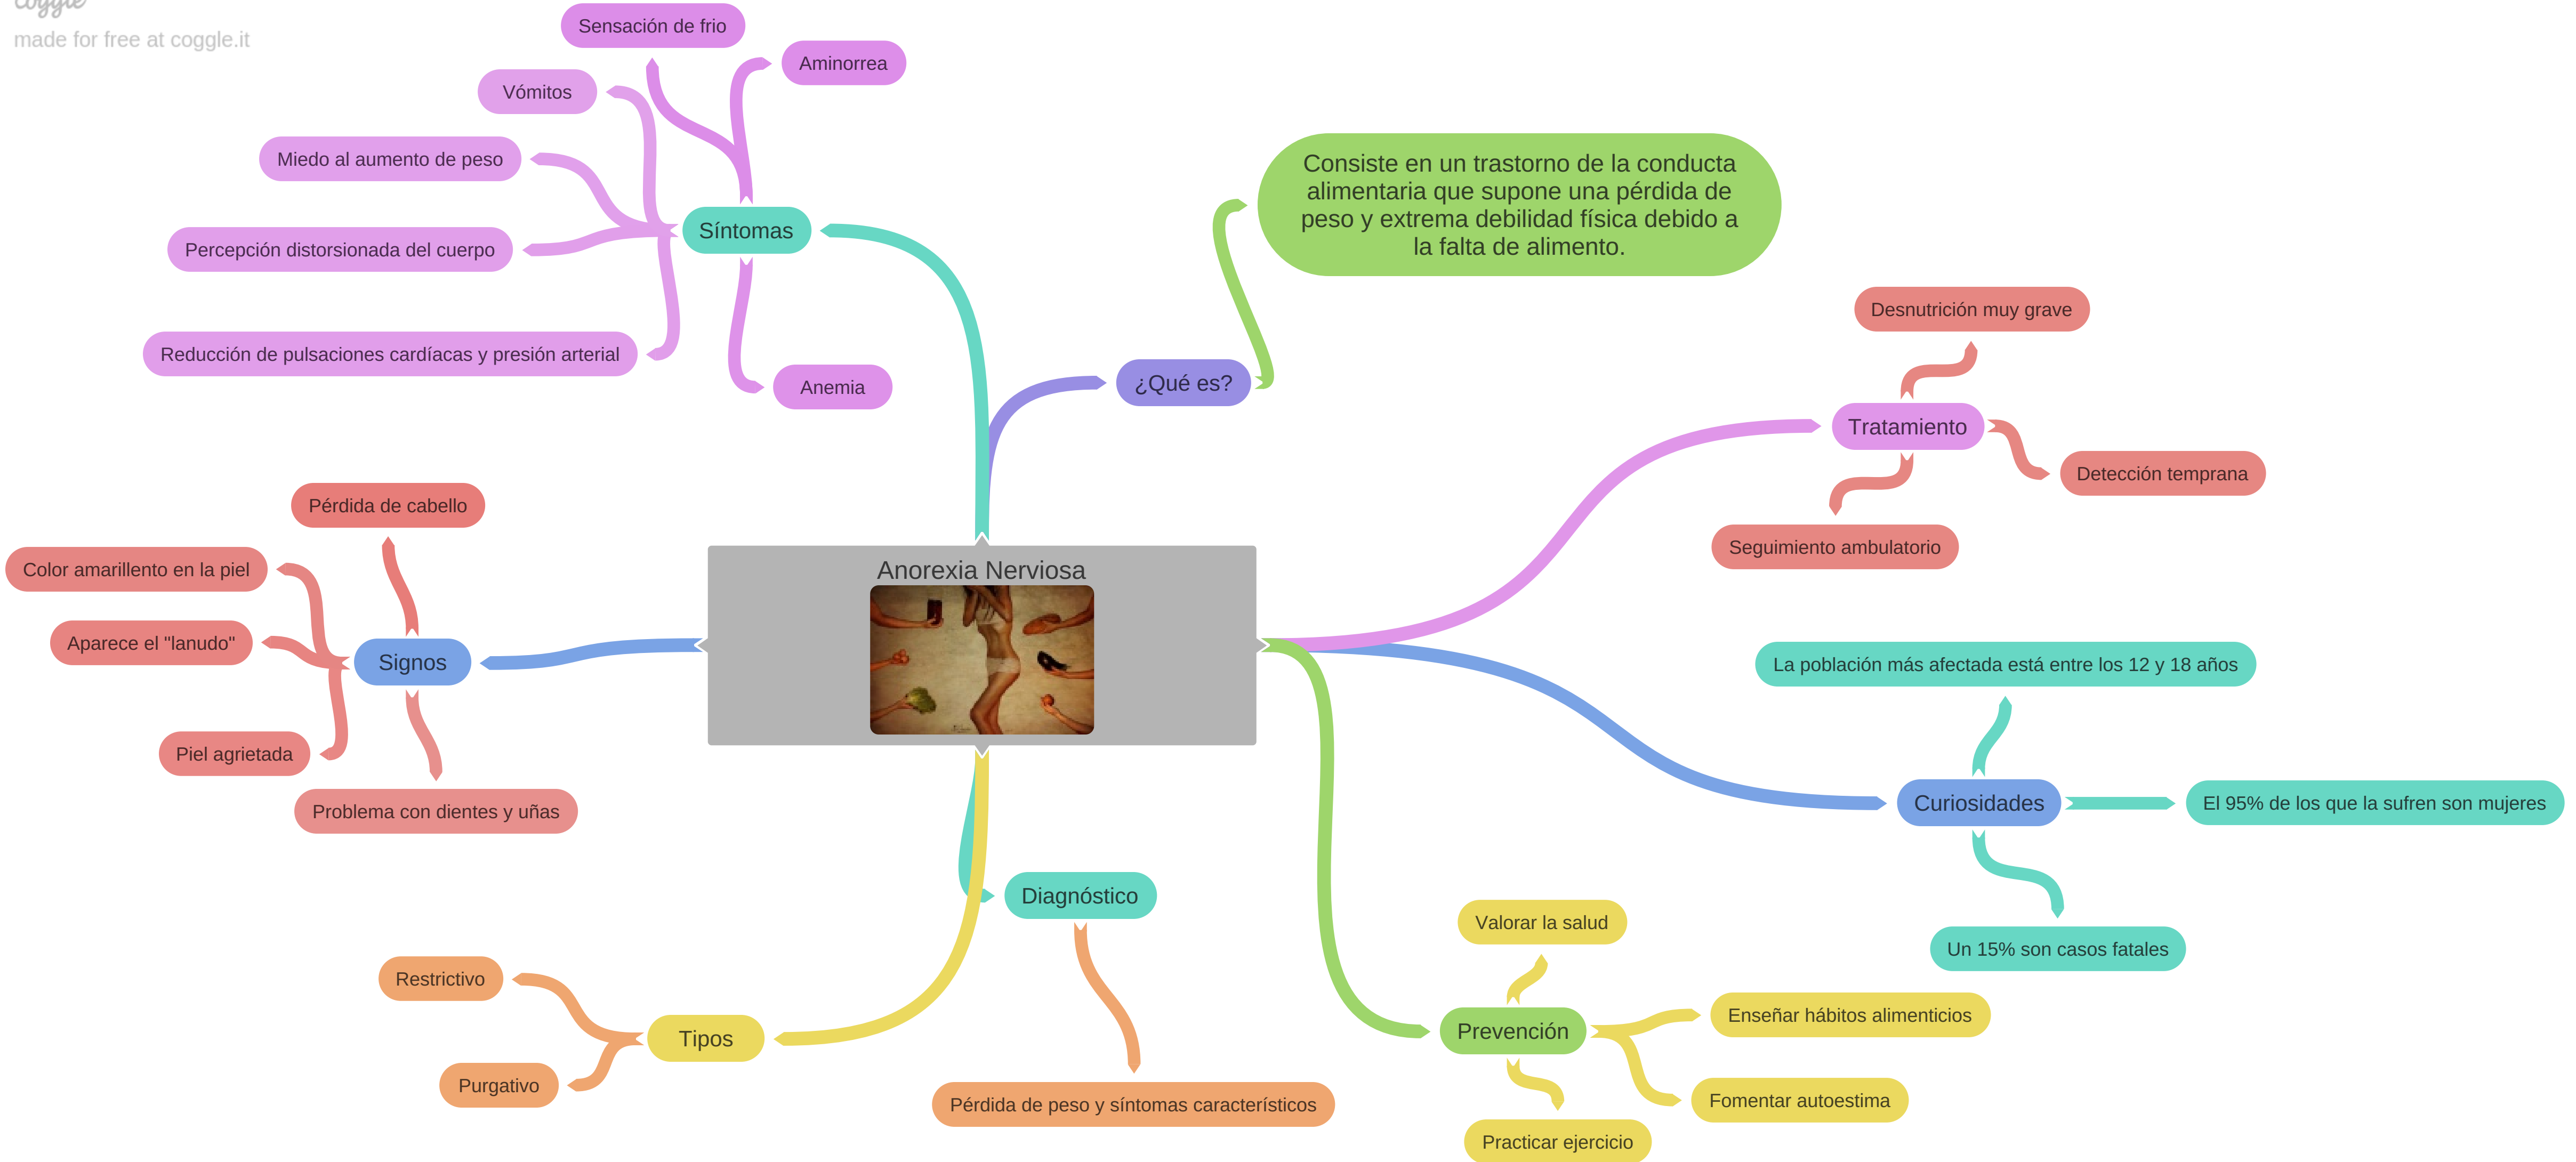 coggle
made for free at coggle.it
Sensación de frio
Aminorrea
Vómitos
Miedo al aumento de peso
Percepción distorsionada del cuerpo
Síntomas
Reducción de pulsaciones cardíacas y presión arterial
Anemia
Consiste en un trastorno de la conducta
alimentaria que supone una pérdida de
peso y extrema debilidad física debido a
la falta de alimento.
¿Qué es?
Desnutrición muy grave
Tratamiento
Detección temprana
Seguimiento ambulatorio
Pérdida de cabello
Color amarillento en la piel
Aparece el "lanudo"
Signos
Piel agrietada
Problema con dientes y uñas
Anorexia Nerviosa
La población más afectada está entre los 12 y 18 años
Curiosidades
El 95% de los que la sufren son mujeres
Un 15% son casos fatales
Diagnóstico
Pérdida de peso y síntomas característicos
Restrictivo
Tipos
Purgativo
Valorar la salud
Prevención
Enseñar hábitos alimenticios
Fomentar autoestima
Practicar ejercicio